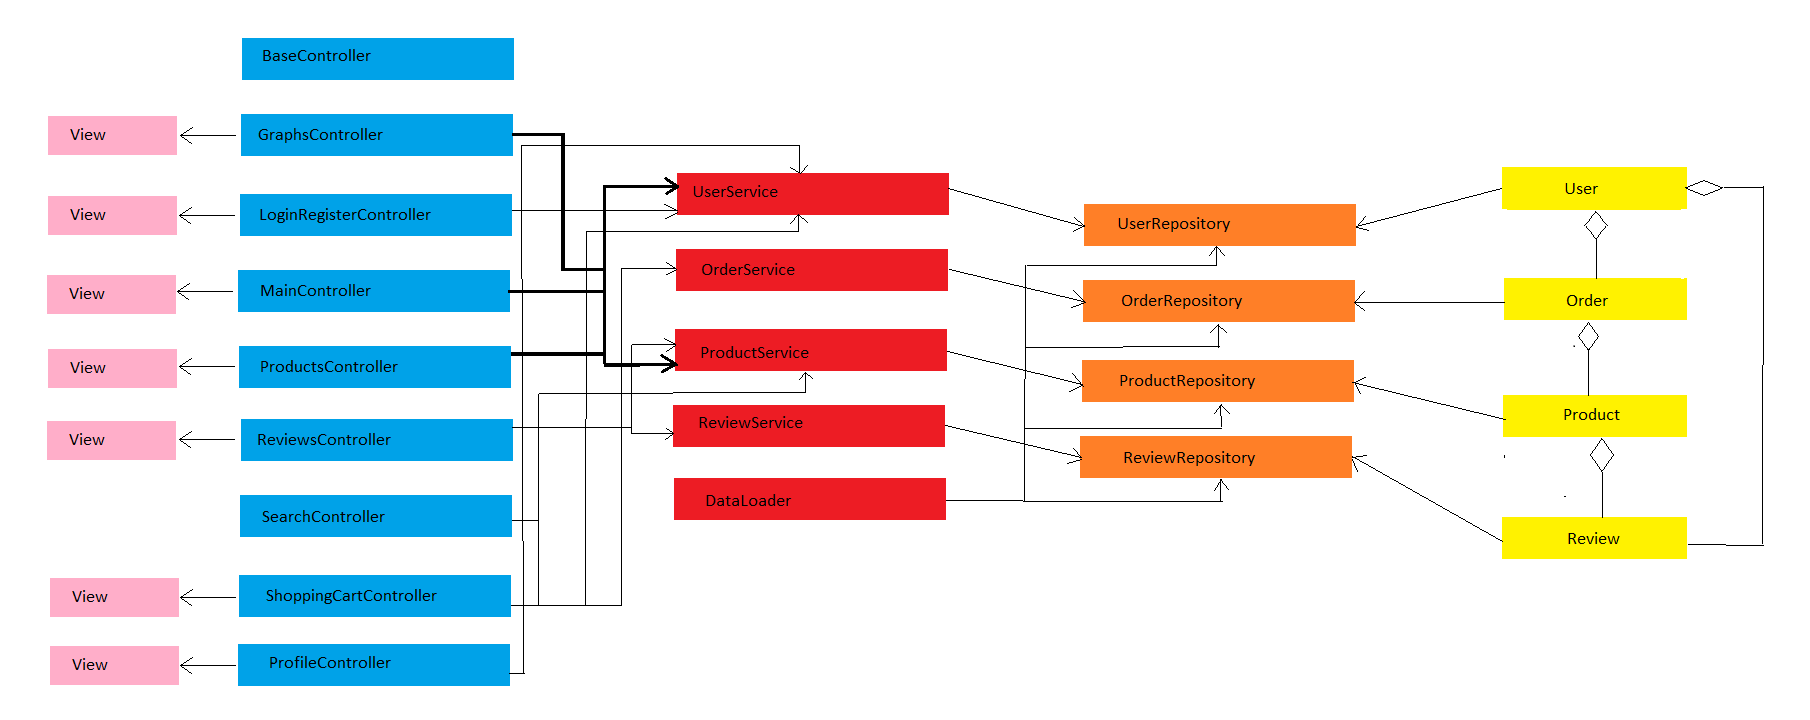 BaseController
View
GraphsController
View
LoginRegisterController
View
MainController
View
ProductsController
View
ReviewsController
SearchController
View
ShoppingCartController
View
ProfileController
UserService
OrderService
ProductService
ReviewService
DataLoader
UserRepository
OrderRepository
ProductRepository
ReviewRepository
User
Order
Product
Review